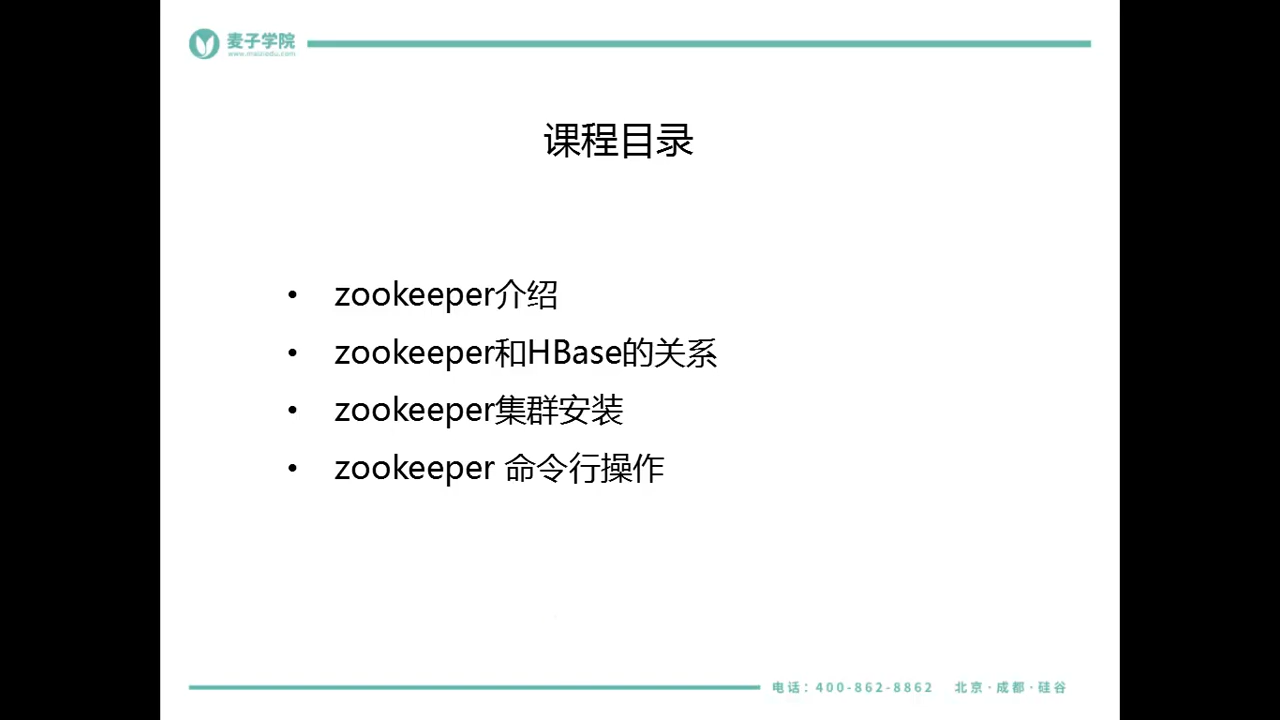 麦子学院
www.maiziedu.com
课程目录
• zookeeper介绍
• zookeeper和HBase的关系
• zookeeper集群安装
• zookeeper 命令行操作
电话：400-862-8862 北京·成都·硅谷